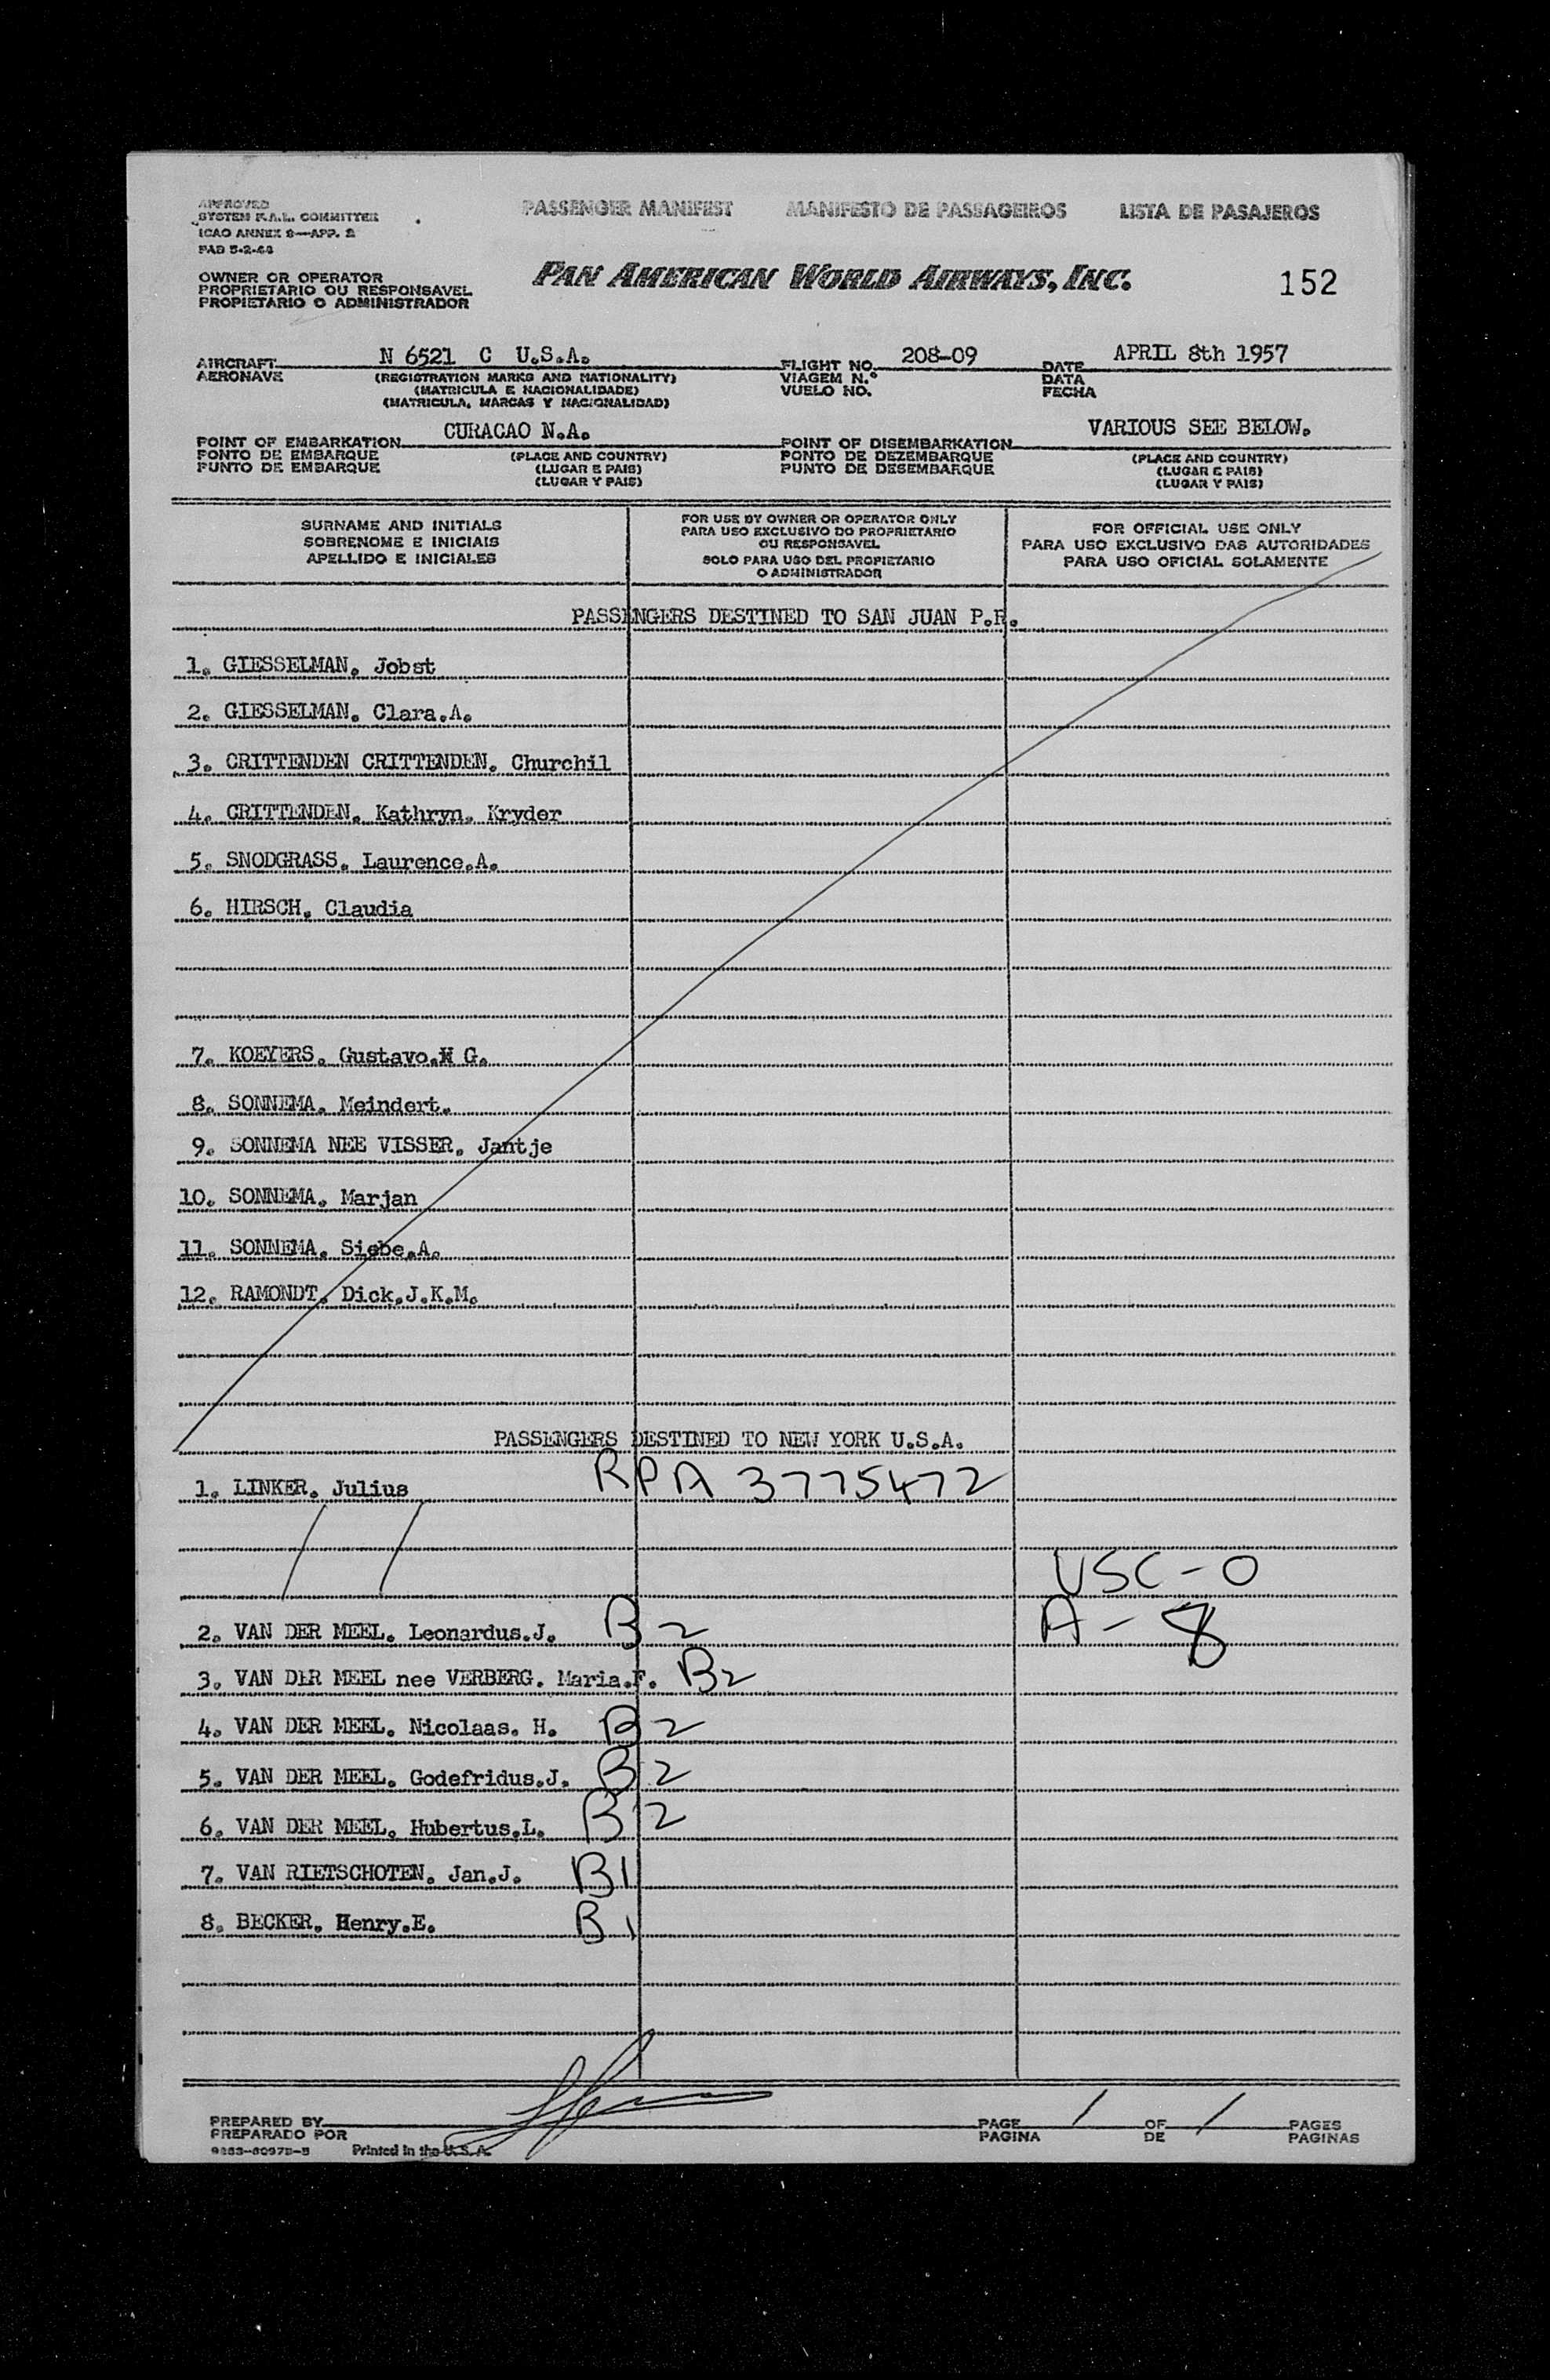 APPROVED
SYSTEM F.A.L. COMMITTEE
ICAO ANNEX 9—APP. 2
PAD 5-2-44
PASSENGER MANIFEST MANIFESTO DE PASSAGEIROS LISTA DE PASAJEROS
OWNER OR OPERATOR
PROPRIETARIO OU RESPONSAVEL
PROPIETARIO O ADMINISTRADOR
PAN AMERICAN WORLD AIRWAYS, INC.
152
AIRCRAFT N 6521 C U.S.A. FLIGHT NO. 208-09 DATE APRIL 8th 1957
AERONAVE (REGISTRATION MARKS AND NATIONALITY) VIAGEM N.º DATA
(MATRICULA E NACIONALIDADE) VUELO NO. FECHA
(MATRICULA, MARCAS Y NACIONALIDAD)
POINT OF EMBARKATION CURACAO N.A. POINT OF DISEMBARKATION VARIOUS SEE BELOW.
PONTO DE EMBARQUE (PLACE AND COUNTRY) PONTO DE DEZEMBARQUE (PLACE AND COUNTRY)
PUNTO DE EMBARQUE (LUGAR E PAIS) PUNTO DE DESEMBARQUE (LUGAR E PAIS)
(LUGAR Y PAIS) (LUGAR Y PAIS)
SURNAME AND INITIALS
SOBRENOME E INICIAIS
APELLIDO E INICIALES
FOR USE BY OWNER OR OPERATOR ONLY
PARA USO EXCLUSIVO DO PROPRIETARIO
OU RESPONSAVEL
SOLO PARA USO DEL PROPIETARIO
O ADMINISTRADOR
FOR OFFICIAL USE ONLY
PARA USO EXCLUSIVO DAS AUTORIDADES
PARA USO OFICIAL SOLAMENTE
PASSENGERS DESTINED TO SAN JUAN P.R.
1. GIESSELMAN. Jobst
2. GIESSELMAN. Clara.A.
3. CRITTENDEN CRITTENDEN. Churchil
4. CRITTENDEN. Kathryn. Kryder
5. SNODGRASS. Laurence.A.
6. HIRSCH. Claudia
7. KOEYERS. Gustavo.H G.
8. SONNEMA. Meindert.
9. SONNEMA NEE VISSER. Jantje
10. SONNEMA. Marjan
11. SONNEMA. Siebe.A.
12. RAMONDT. Dick.J.K.M.
PASSENGERS DESTINED TO NEW YORK U.S.A.
1. LINKER. Julius RPA 3775472
USC - 0
2. VAN DER MEEL. Leonardus.J. B2 A - 8
3. VAN DER MEEL nee VERBERG. Maria.F. B2
4. VAN DER MEEL. Nicolaas. H. B2
5. VAN DER MEEL. Godefridus.J. B2
6. VAN DER MEEL. Hubertus.L. B2
7. VAN RIETSCHOTEN. Jan.J. B1
8. BECKER. Henry.E. B1
PREPARED BY PAGE 1 OF 1 PAGES
PREPARADO POR PAGINA DE PAGINAS
Printed in the U.S.A.